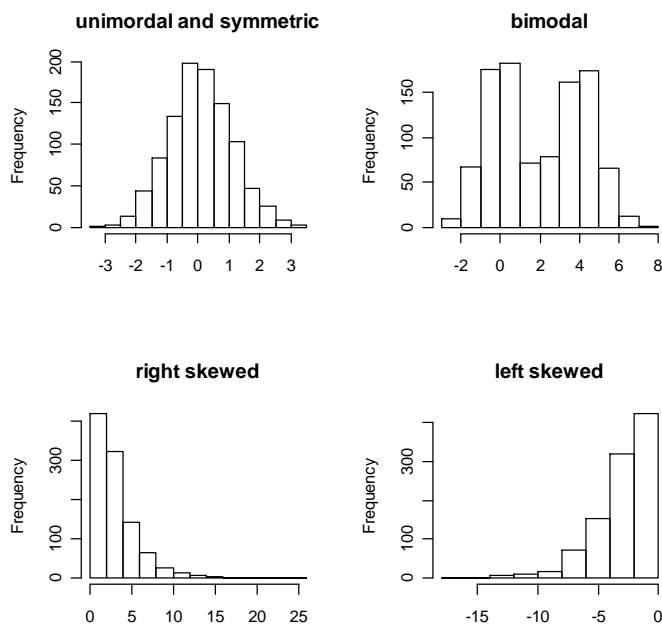 unimordal and symmetric
Frequency
0 50 100 150 200
-3 -2 -1 0 1 2 3
bimodal
Frequency
0 50 100 150
-2 0 2 4 6 8
right skewed
Frequency
0 100 300
0 5 10 15 20 25
left skewed
Frequency
0 100 300
-15 -10 -5 0